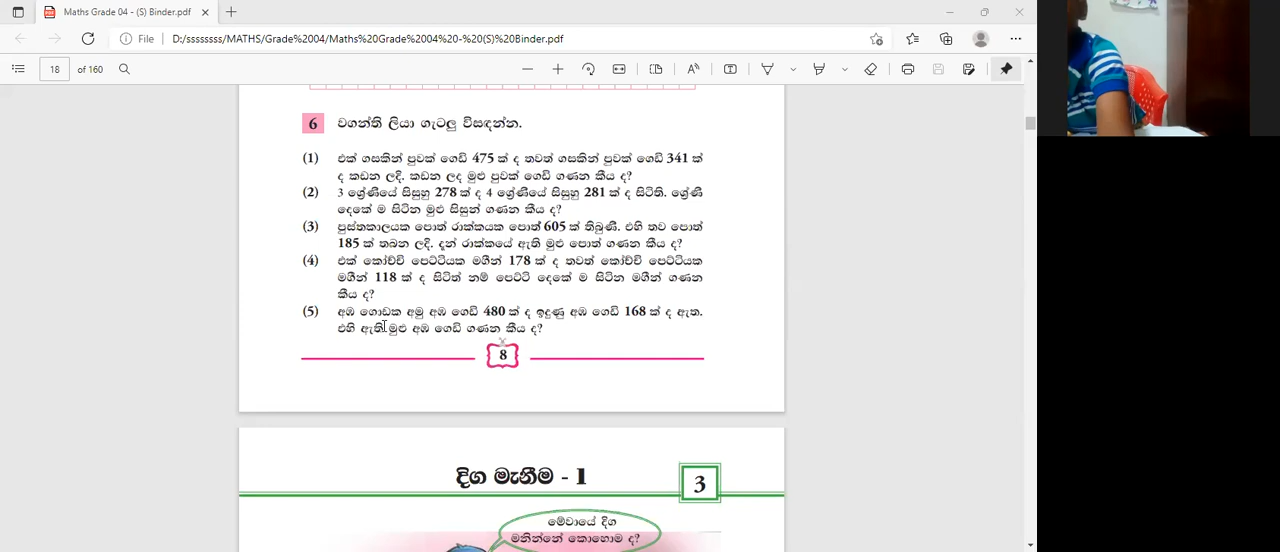 Maths Grade 04 - (S) Binder.pdf
File
D:/ssssssss/MATHS/Grade%2004/Maths%20Grade%2004%20-%20(S)%20Binder.pdf
18 of 160
6 වගන්ති ලියා ගැටලු විසඳන්න.
(1) එක් ගසකින් පුවක් ගෙඩි 475 ක් ද තවත් ගසකින් පුවක් ගෙඩි 341 ක්
ද කඩන ලදි. කඩන ලද මුළු පුවක් ගෙඩි ගණන කීය ද?
(2) 3 ශ්‍රේණියේ සිසුහු 278 ක් ද 4 ශ්‍රේණියේ සිසුහු 281 ක් ද සිටිති. ශ්‍රේණි
දෙකේ ම සිටින මුළු සිසුන් ගණන කීය ද?
(3) පුස්තකාලයක පොත් රාක්කයක පොත් 605 ක් තිබුණි. එහි තව පොත්
185 ක් තබන ලදි. දැන් රාක්කයේ ඇති මුළු පොත් ගණන කීය ද?
(4) එක් කෝච්චි පෙට්ටියක මගීන් 178 ක් ද තවත් කෝච්චි පෙට්ටියක
මගීන් 118 ක් ද සිටිත් නම් පෙට්ටි දෙකේ ම සිටින මගීන් ගණන
කීය ද?
(5) අඹ ගොඩක අමු අඹ ගෙඩි 480 ක් ද ඉදුණු අඹ ගෙඩි 168 ක් ද ඇත.
එහි ඇති මුළු අඹ ගෙඩි ගණන කීය ද?
8
දිග මැනීම - 1
3
මේවායේ දිග
මනින්නේ කොහොම ද?